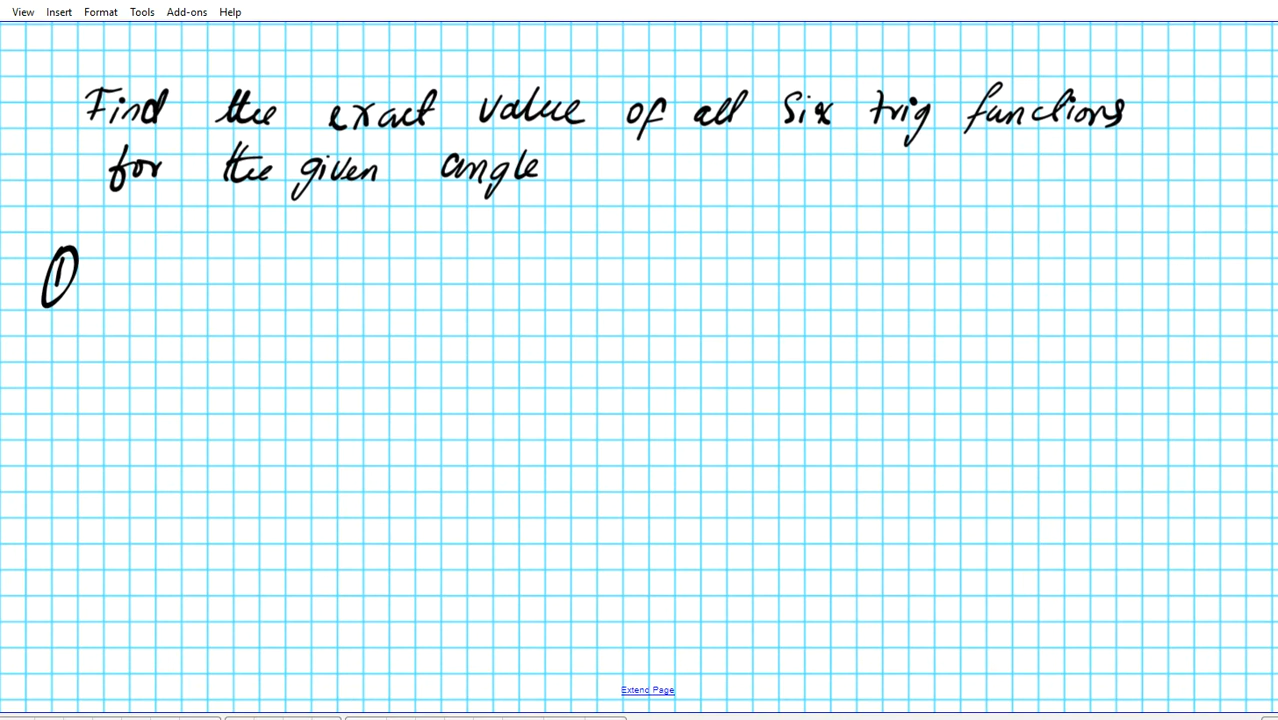 View Insert Format Tools Add-ons Help
Find the exact value of all six trig functions
for the given angle
①
Extend Page